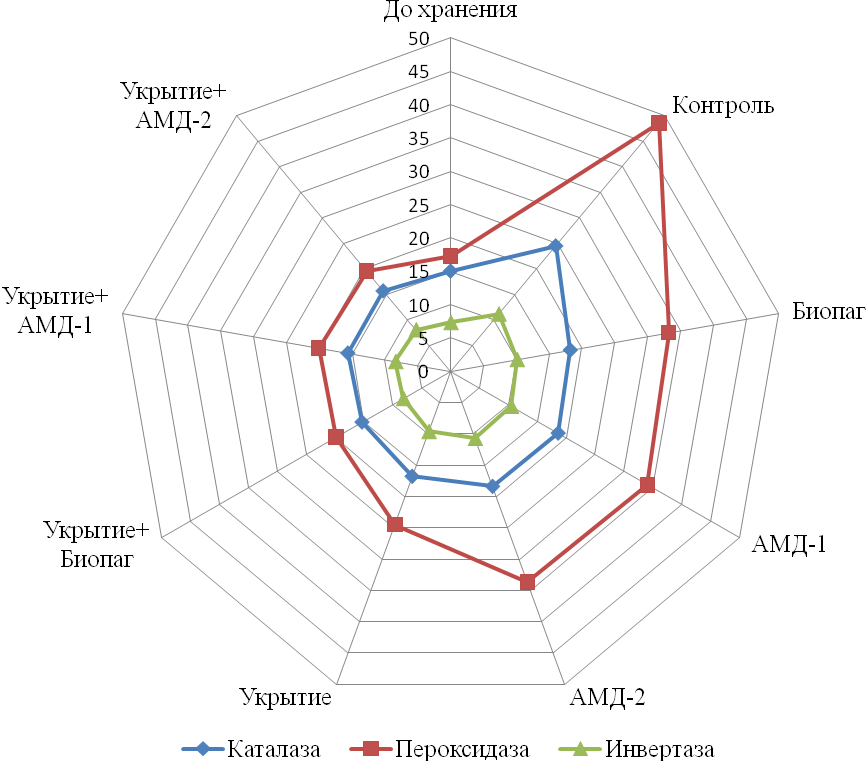 До хранения
Контроль
Биопаг
АМД-1
АМД-2
Укрытие
Укрытие+
Биопаг
Укрытие+
АМД-1
Укрытие+
АМД-2
50
45
40
35
30
25
20
15
10
5
0
Каталаза
Пероксидаза
Инвертаза